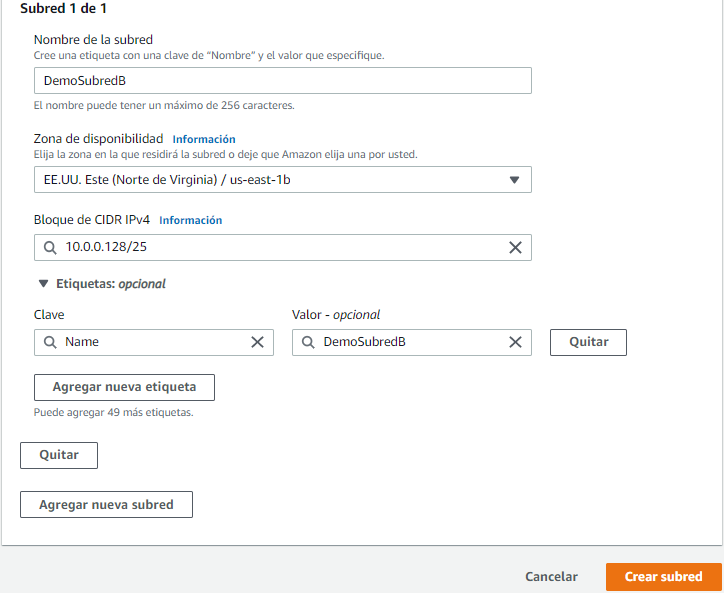 Subred 1 de 1
Nombre de la subred
Cree una etiqueta con una clave de "Nombre" y el valor que especifique.
DemoSubredB
El nombre puede tener un máximo de 256 caracteres.
Zona de disponibilidad Información
Elija la zona en la que residirá la subred o deje que Amazon elija una por usted.
EE.UU. Este (Norte de Virginia) / us-east-1b
Bloque de CIDR IPv4 Información
10.0.0.128/25
Etiquetas: opcional
Clave Valor - opcional
Name DemoSubredB Quitar
Agregar nueva etiqueta
Puede agregar 49 más etiquetas.
Quitar
Agregar nueva subred
Cancelar Crear subred